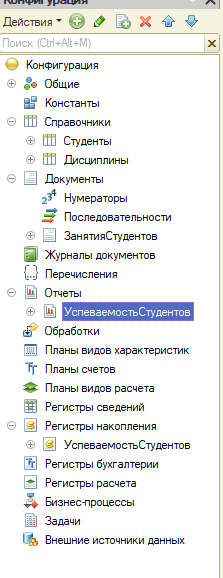 Конфигурация
Действия
Поиск (Ctrl+Alt+M)
Конфигурация
Общие
Константы
Справочники
Студенты
Дисциплины
Документы
Нумераторы
Последовательности
ЗанятияСтудентов
Журналы документов
Перечисления
Отчеты
УспеваемостьСтудентов
Обработки
Планы видов характеристик
Планы счетов
Планы видов расчета
Регистры сведений
Регистры накопления
УспеваемостьСтудентов
Регистры бухгалтерии
Регистры расчета
Бизнес-процессы
Задачи
Внешние источники данных